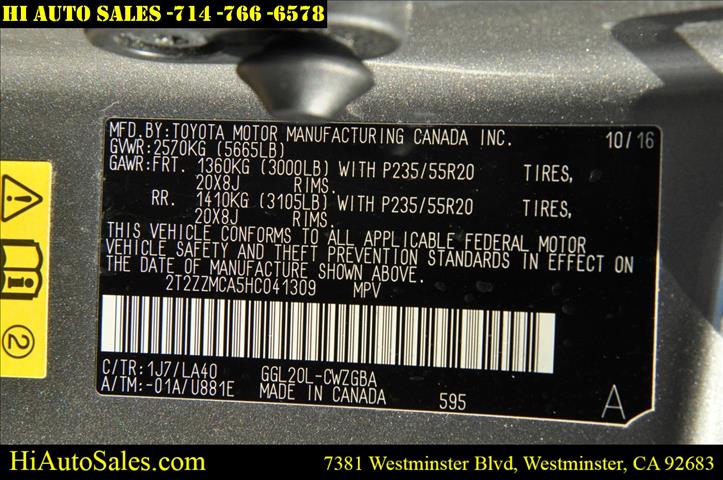 HI AUTO SALES -714 -766 -6578
MFD.BY:TOYOTA MOTOR MANUFACTURING CANADA INC. 10/16
GVWR:2570KG (5665LB)
GAWR:FRT. 1360KG (3000LB) WITH P235/55R20 TIRES,
20X8J RIMS.
RR. 1410KG (3105LB) WITH P235/55R20 TIRES,
20X8J RIMS.
THIS VEHICLE CONFORMS TO ALL APPLICABLE FEDERAL MOTOR
VEHICLE SAFETY AND THEFT PREVENTION STANDARDS IN EFFECT ON
THE DATE OF MANUFACTURE SHOWN ABOVE.
2T2ZZMCA5HC041309 MPV
C/TR:1J7/LA40 GGL20L-CWZGBA
A/TM:-01A/U881E MADE IN CANADA 595 A
2
HiAutoSales.com 7381 Westminster Blvd, Westminster, CA 92683